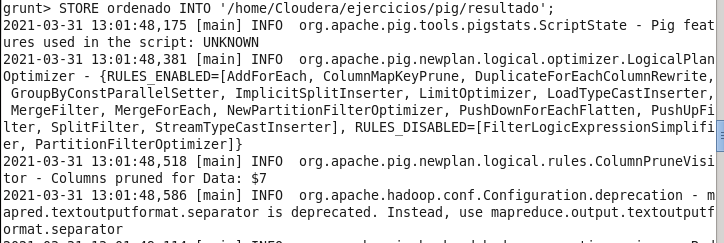 grunt> STORE ordenado INTO '/home/Cloudera/ejercicios/pig/resultado';
2021-03-31 13:01:48,175 [main] INFO  org.apache.pig.tools.pigstats.ScriptState - Pig feat
ures used in the script: UNKNOWN
2021-03-31 13:01:48,381 [main] INFO  org.apache.pig.newplan.logical.optimizer.LogicalPlan
Optimizer - {RULES_ENABLED=[AddForEach, ColumnMapKeyPrune, DuplicateForEachColumnRewrite,
 GroupByConstParallelSetter, ImplicitSplitInserter, LimitOptimizer, LoadTypeCastInserter,
 MergeFilter, MergeForEach, NewPartitionFilterOptimizer, PushDownForEachFlatten, PushUpFi
lter, SplitFilter, StreamTypeCastInserter], RULES_DISABLED=[FilterLogicExpressionSimplifi
er, PartitionFilterOptimizer]}
2021-03-31 13:01:48,518 [main] INFO  org.apache.pig.newplan.logical.rules.ColumnPruneVisi
tor - Columns pruned for Data: $7
2021-03-31 13:01:48,586 [main] INFO  org.apache.hadoop.conf.Configuration.deprecation - m
apred.textoutputformat.separator is deprecated. Instead, use mapreduce.output.textoutputf
ormat.separator